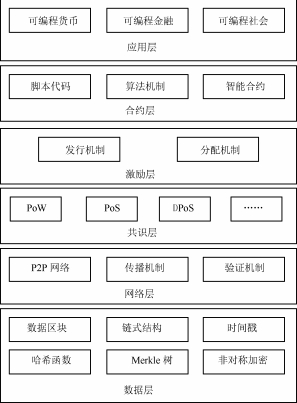 可编程货币 可编程金融 可编程社会
应用层
脚本代码 算法机制 智能合约
合约层
发行机制 分配机制
激励层
PoW PoS DPoS ……
共识层
P2P 网络 传播机制 验证机制
网络层
数据区块 链式结构 时间戳
哈希函数 Merkle 树 非对称加密
数据层